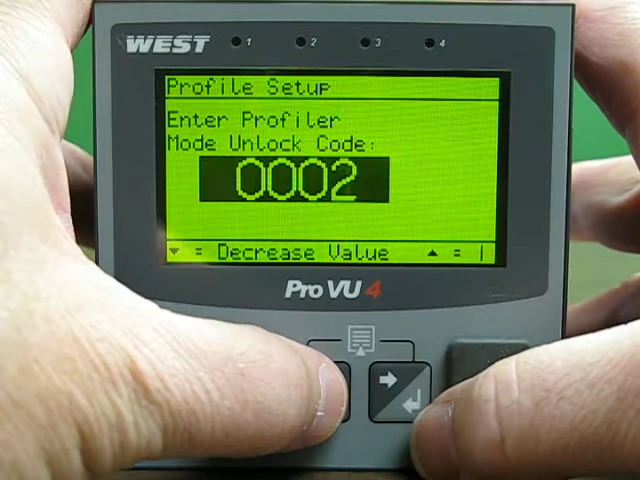 WEST 1 2 3 4
Profile Setup
Enter Profiler
Mode Unlock Code:
0002
▼ = Decrease Value ▲ = I
Pro VU 4